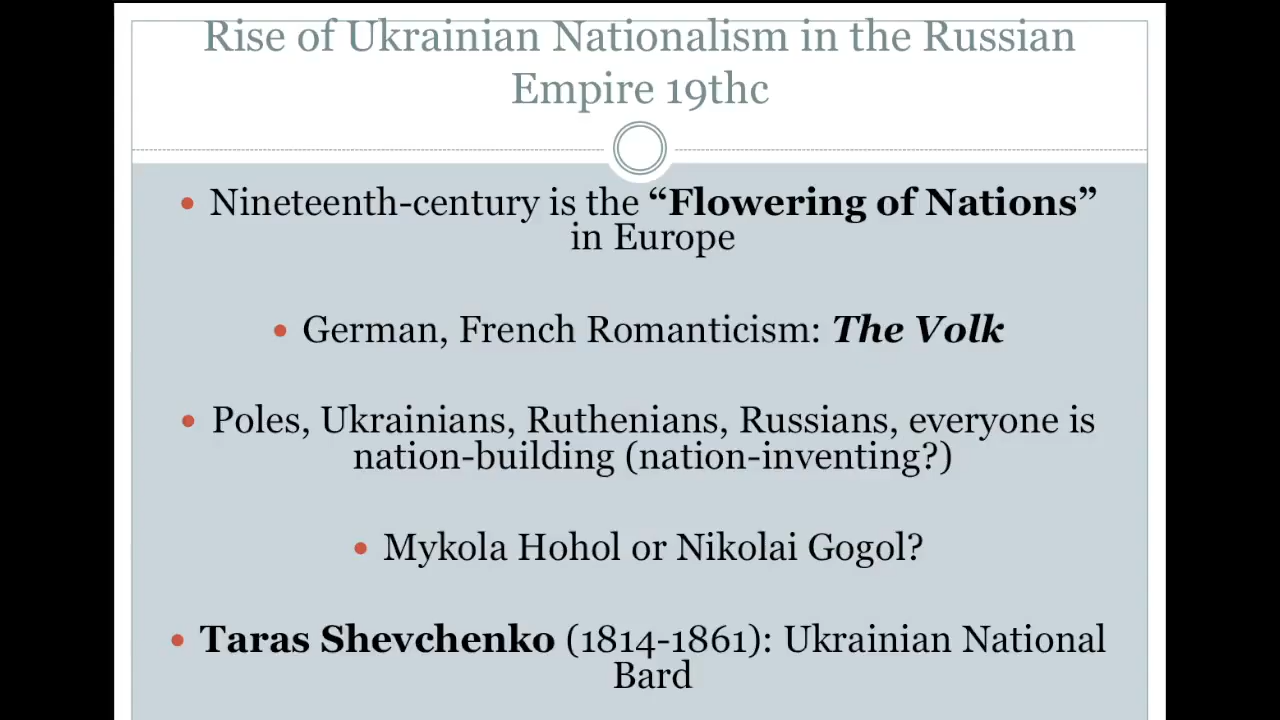 Rise of Ukrainian Nationalism in the Russian
Empire 19thc
• Nineteenth-century is the “Flowering of Nations”
in Europe
• German, French Romanticism: The Volk
• Poles, Ukrainians, Ruthenians, Russians, everyone is
nation-building (nation-inventing?)
• Mykola Hohol or Nikolai Gogol?
• Taras Shevchenko (1814-1861): Ukrainian National
Bard